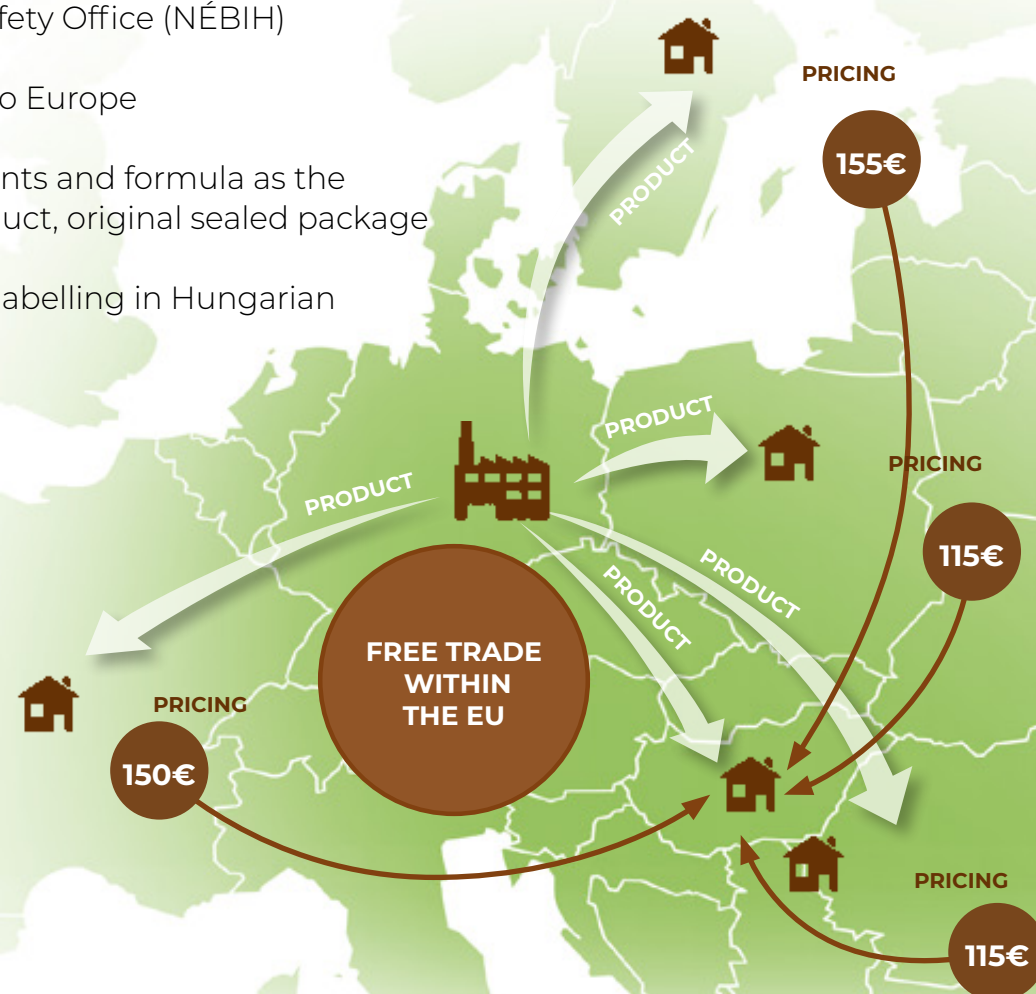 fety Office (NÉBIH)
o Europe
nts and formula as the
uct, original sealed package
abelling in Hungarian
PRICING
155€
PRODUCT
PRODUCT
PRICING
115€
PRODUCT
PRODUCT
PRODUCT
FREE TRADE
WITHIN
THE EU
PRICING
150€
PRICING
115€